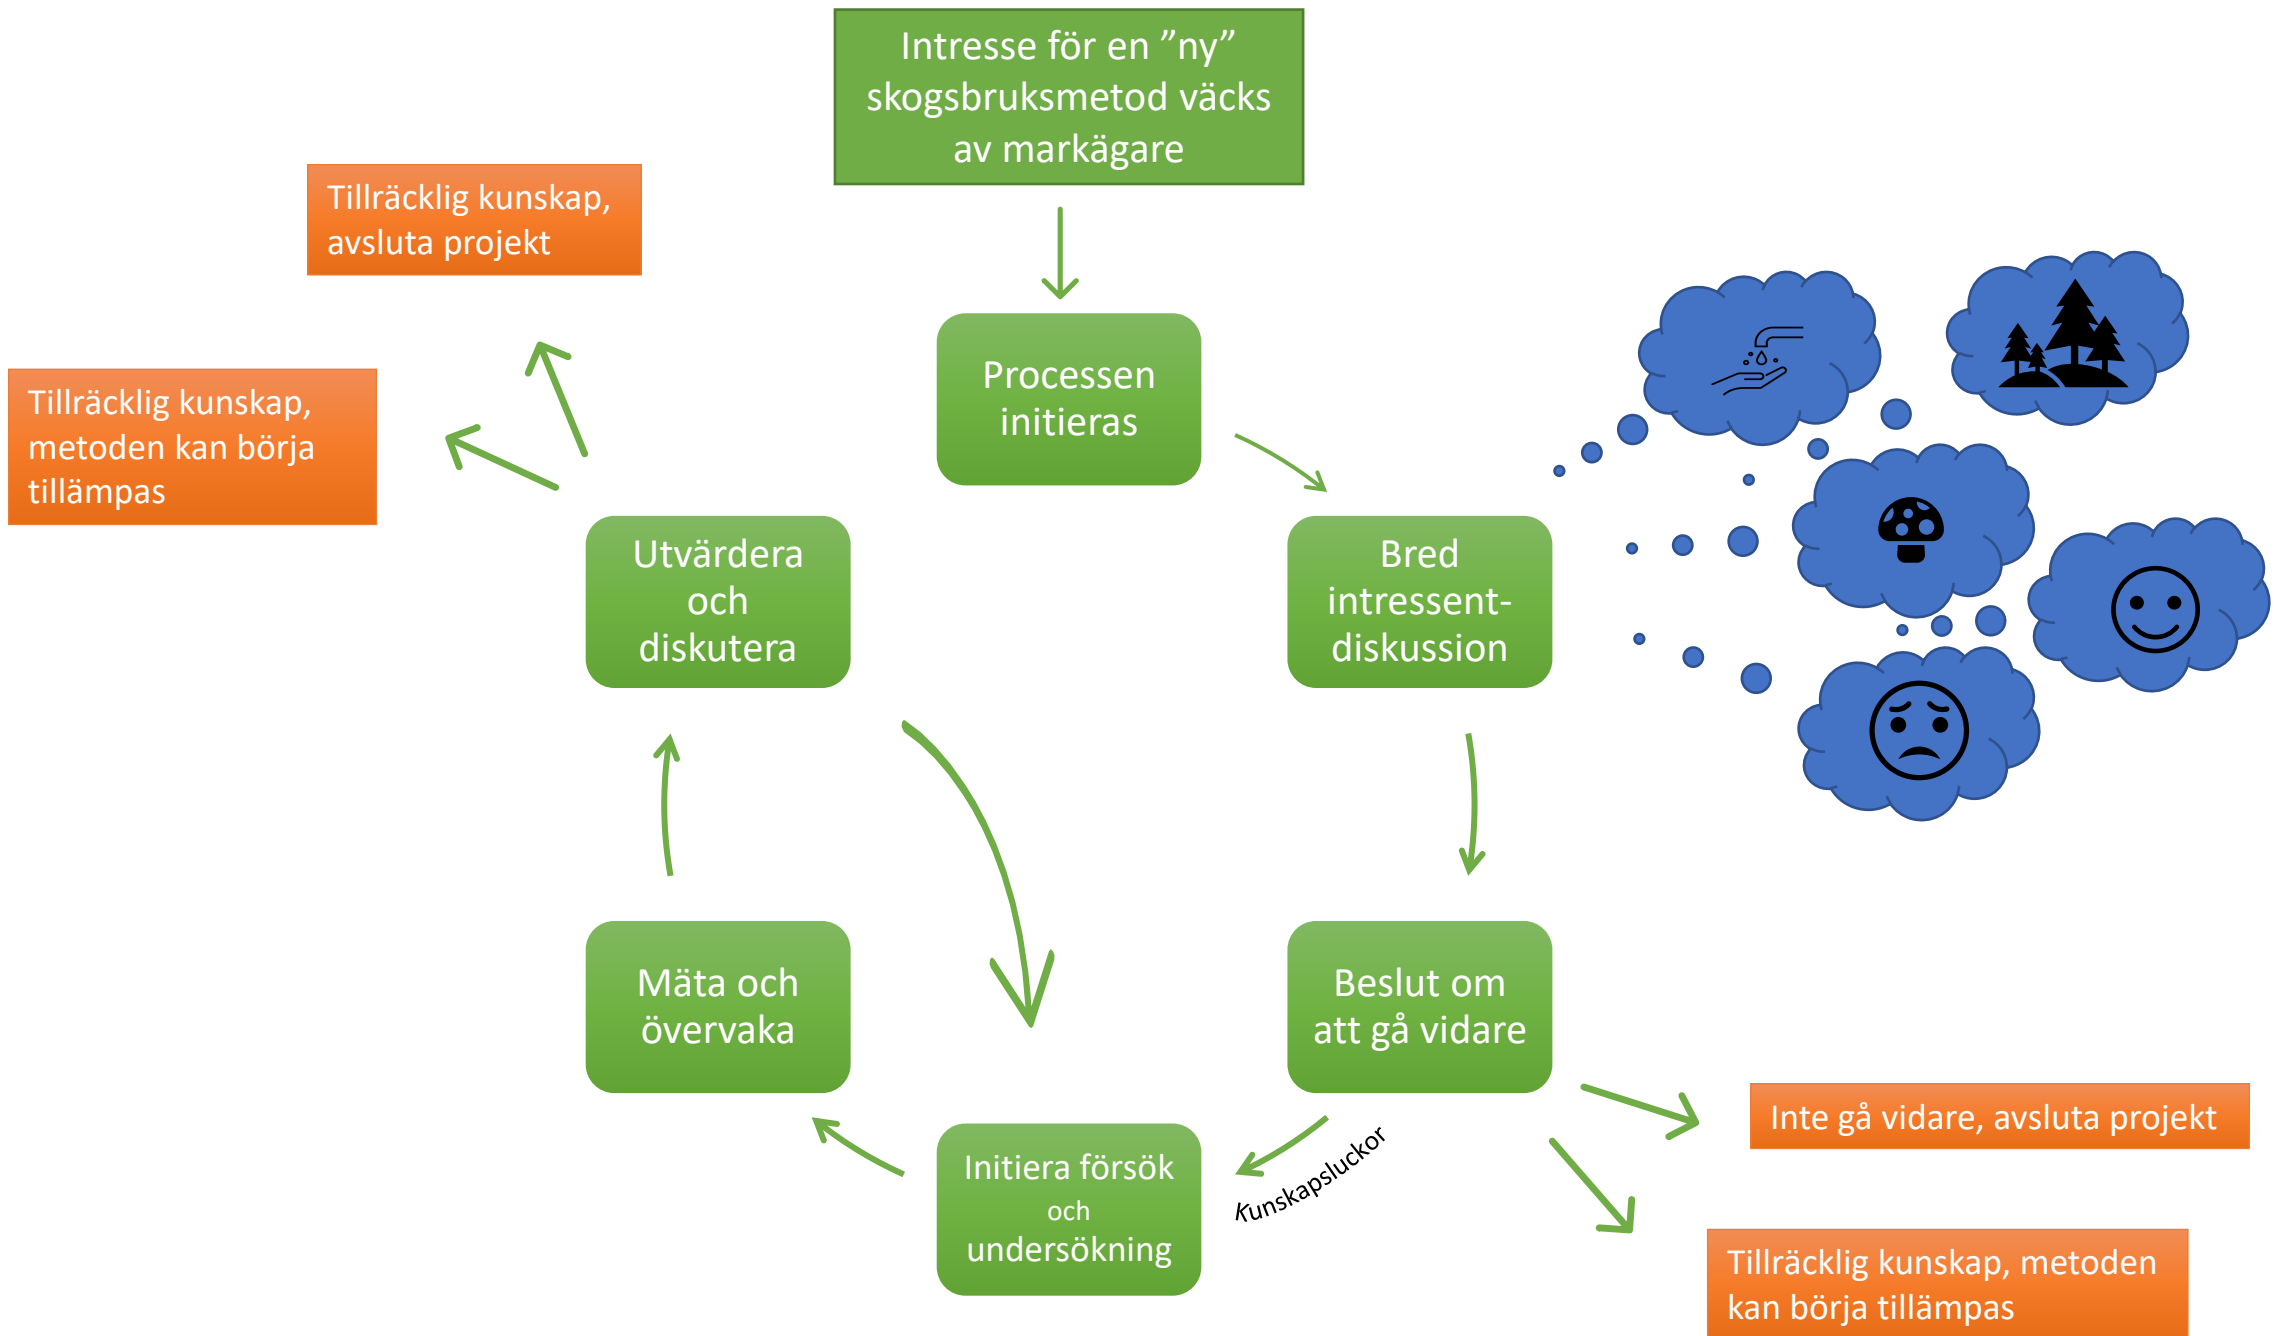 Intresse för en ”ny”
skogsbruksmetod väcks
av markägare
Tillräcklig kunskap,
avsluta projekt
Tillräcklig kunskap,
metoden kan börja
tillämpas
Processen
initieras
Utvärdera
och
diskutera
Bred
intressent-
diskussion
Mäta och
övervaka
Beslut om
att gå vidare
Initiera försök
och
undersökning
Kunskapsluckor
Inte gå vidare, avsluta projekt
Tillräcklig kunskap, metoden
kan börja tillämpas